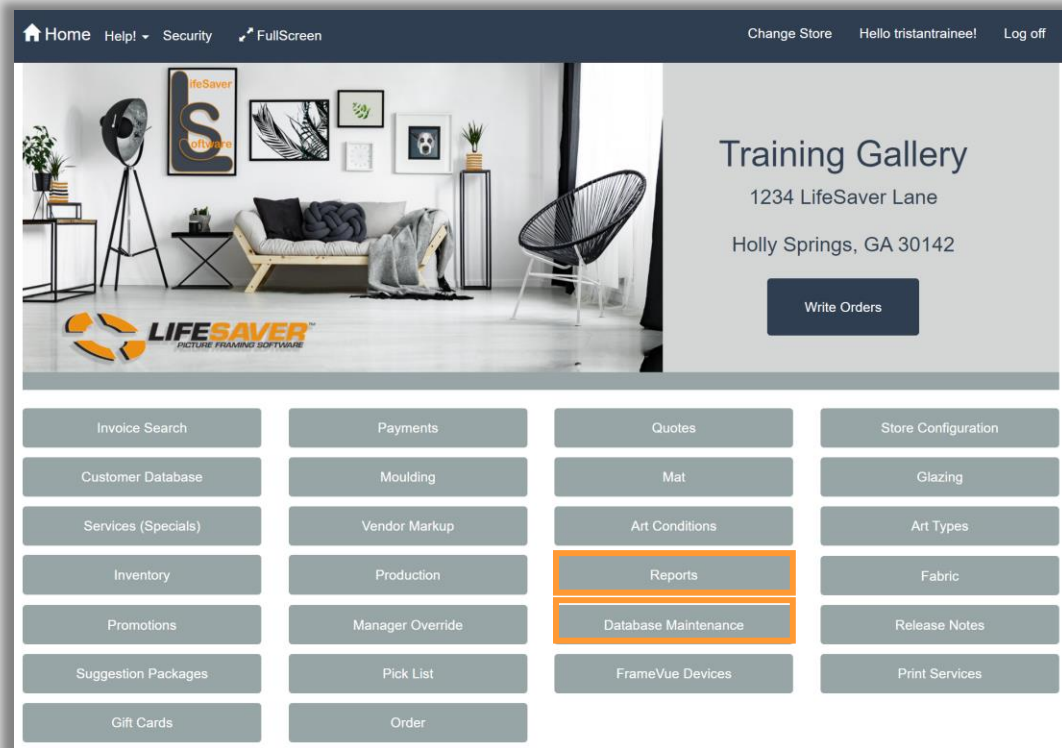 Home Help! Security FullScreen Change Store Hello tristantrainee! Log off
ifeSaver
LS
oftware
LIFESAVER™
PICTURE FRAMING SOFTWARE
Training Gallery
1234 LifeSaver Lane
Holly Springs, GA 30142
Write Orders
Invoice Search Payments Quotes Store Configuration
Customer Database Moulding Mat Glazing
Services (Specials) Vendor Markup Art Conditions Art Types
Inventory Production Reports Fabric
Promotions Manager Override Database Maintenance Release Notes
Suggestion Packages Pick List FrameVue Devices Print Services
Gift Cards Order